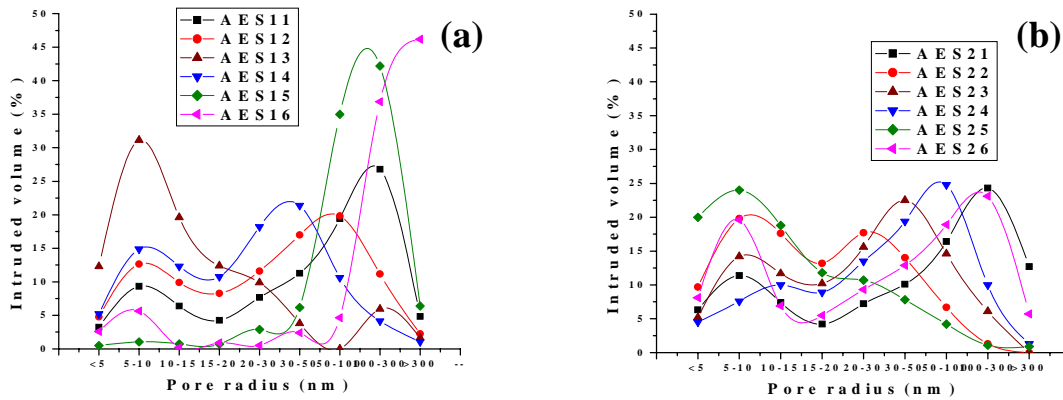 (a)
AES11
AES12
AES13
AES14
AES15
AES16
Intruded volume (%)
50
45
40
35
30
25
20
15
10
5
0
<5 5-10 10-15 15-20 20-30 30-50 50-100 100-300 >300 --
Pore radius (nm)
(b)
AES21
AES22
AES23
AES24
AES25
AES26
Intruded volume (%)
50
45
40
35
30
25
20
15
10
5
0
<5 5-10 10-15 15-20 20-30 30-50 50-100 100-300 >300
Pore radius (nm)